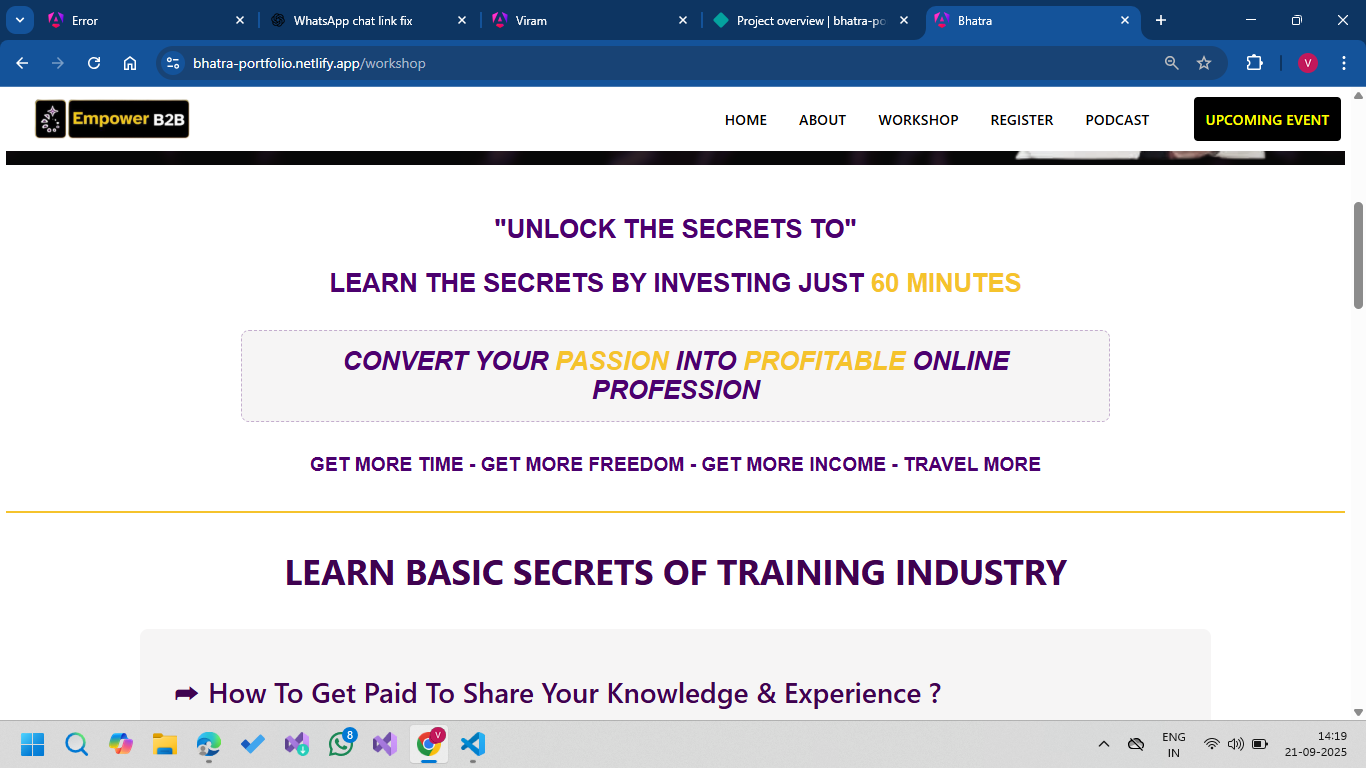 Error
WhatsApp chat link fix
Viram
Project overview | bhatra-po
Bhatra
bhatra-portfolio.netlify.app/workshop
V
Empower B2B
HOME
ABOUT
WORKSHOP
REGISTER
PODCAST
UPCOMING EVENT
"UNLOCK THE SECRETS TO"
LEARN THE SECRETS BY INVESTING JUST 60 MINUTES
CONVERT YOUR PASSION INTO PROFITABLE ONLINE
PROFESSION
GET MORE TIME - GET MORE FREEDOM - GET MORE INCOME - TRAVEL MORE
LEARN BASIC SECRETS OF TRAINING INDUSTRY
➦ How To Get Paid To Share Your Knowledge & Experience ?
8
V
ENG
IN
14:19
21-09-2025